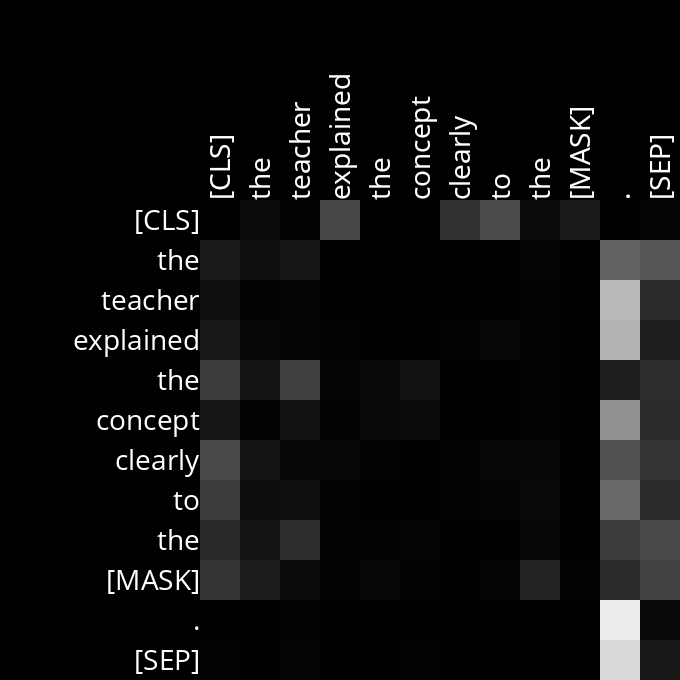 [CLS] the teacher explained the concept clearly to the [MASK] . [SEP]
[CLS]
the
teacher
explained
the
concept
clearly
to
the
[MASK]
.
[SEP]